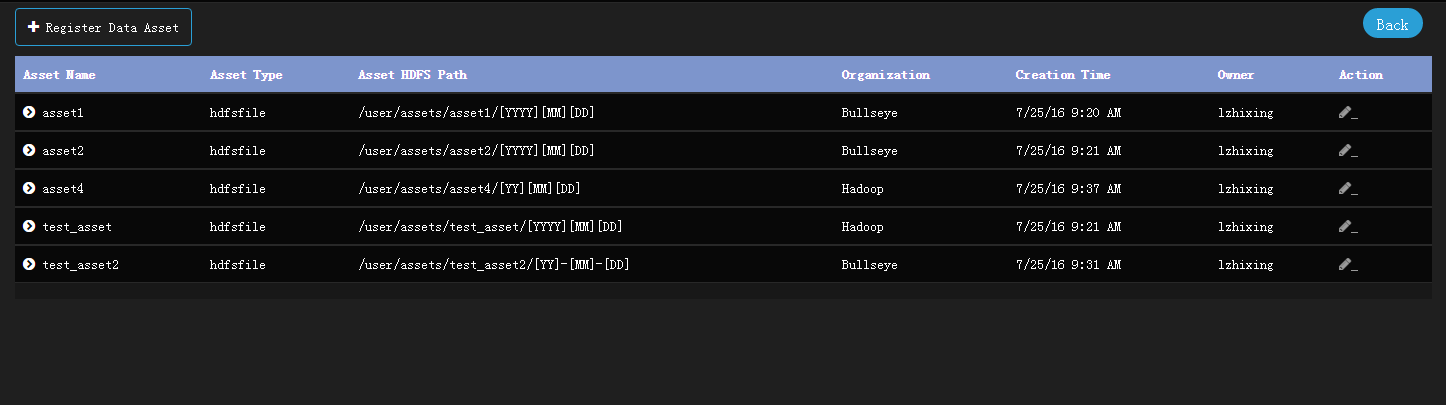 Register Data Asset
Back
Asset Name Asset Type Asset HDFS Path Organization Creation Time Owner Action
asset1 hdfsfile /user/assets/asset1/[YYYY][MM][DD] Bullseye 7/25/16 9:20 AM lzhixing _
asset2 hdfsfile /user/assets/asset2/[YYYY][MM][DD] Bullseye 7/25/16 9:21 AM lzhixing _
asset4 hdfsfile /user/assets/asset4/[YY][MM][DD] Hadoop 7/25/16 9:37 AM lzhixing _
test_asset hdfsfile /user/assets/test_asset/[YYYY][MM][DD] Hadoop 7/25/16 9:21 AM lzhixing _
test_asset2 hdfsfile /user/assets/test_asset2/[YY]-[MM]-[DD] Bullseye 7/25/16 9:31 AM lzhixing _